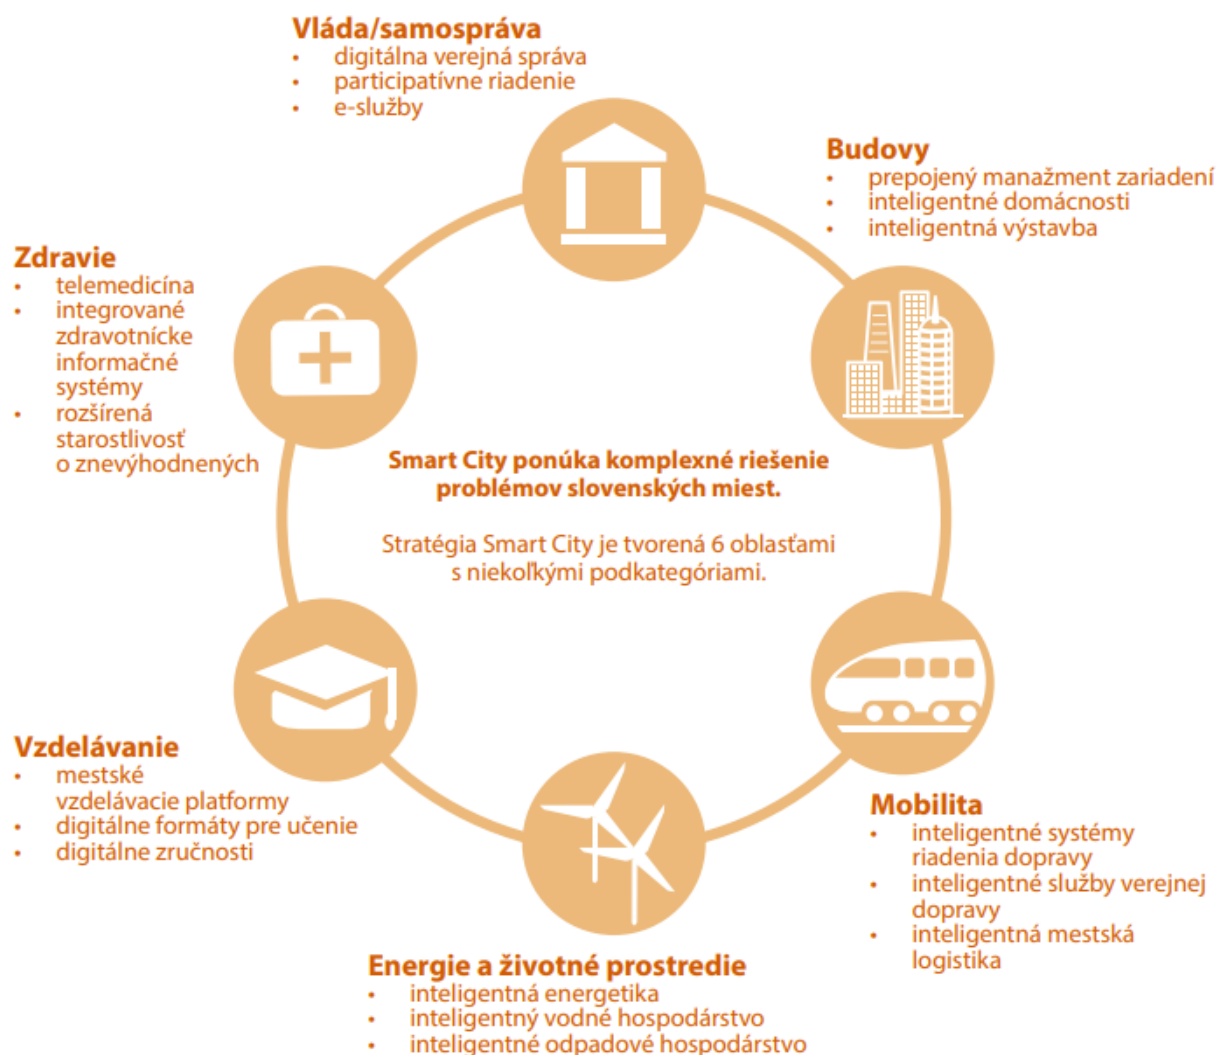 Vláda/samospráva
• digitálna verejná správa
• participatívne riadenie
• e-služby
Budovy
• prepojený manažment zariadení
• inteligentné domácnosti
• inteligentná výstavba
Zdravie
• telemedicína
• integrované
zdravotnícke
informačné
systémy
• rozšírená
starostlivosť
o znevýhodnených
Smart City ponúka komplexné riešenie
problémov slovenských miest.
Stratégia Smart City je tvorená 6 oblasťami
s niekoľkými podkategóriami.
Vzdelávanie
• mestské
vzdelávacie platformy
• digitálne formáty pre učenie
• digitálne zručnosti
Mobilita
• inteligentné systémy
riadenia dopravy
• inteligentné služby verejnej
dopravy
• inteligentná mestská
logistika
Energie a životné prostredie
• inteligentná energetika
• inteligentný vodné hospodárstvo
• inteligentné odpadové hospodárstvo